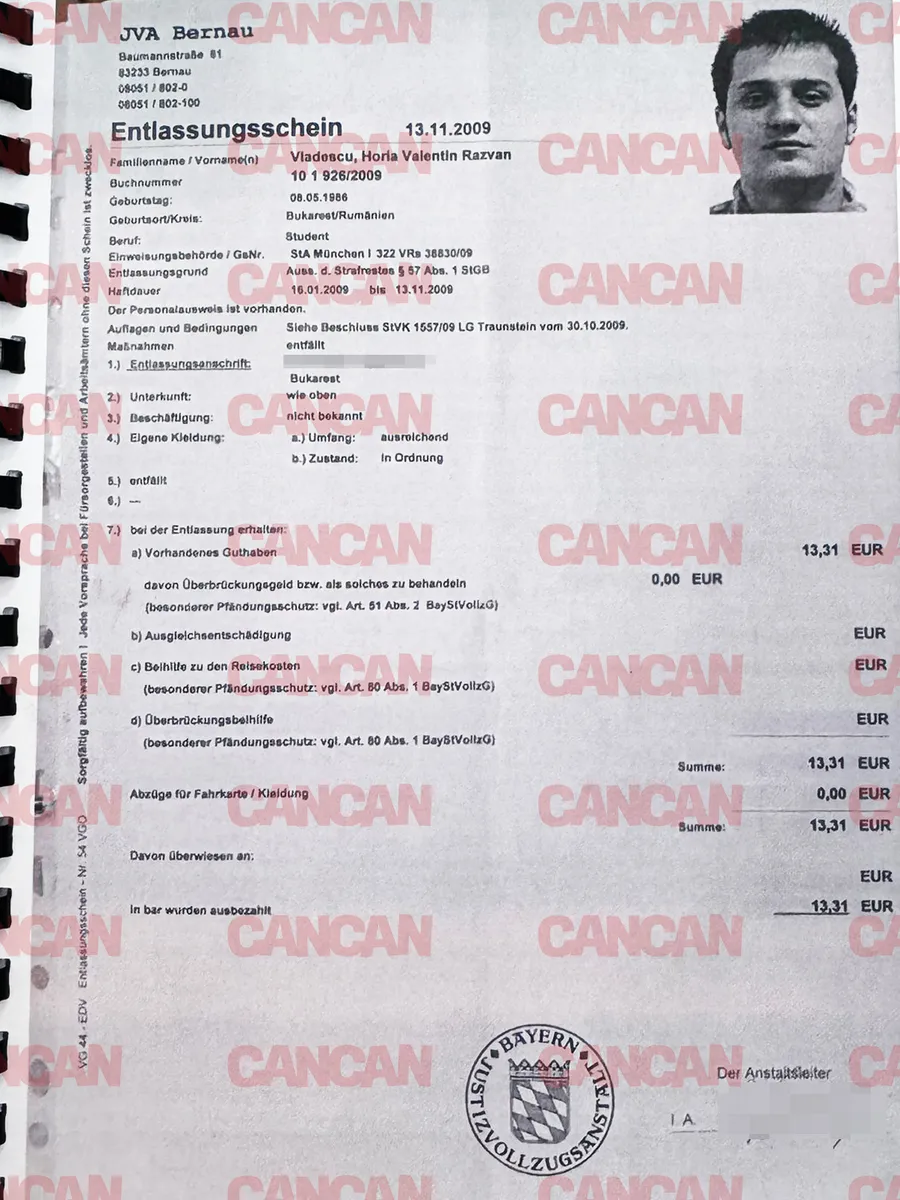 JVA Bernau
Baumannstraße 81
83233 Bernau
08051 / 802-0
08051 / 802-100
Entlassungsschein 13.11.2009
Familienname / Vorname(n) Vladescu, Horia Valentin Razvan
Buchnummer 10 1 926/2009
Geburtstag: 08.05.1986
Geburtsort/Kreis: Bukarest/Rumänien
Beruf: Student
Einweisungsbehörde / GsNr. StA München I 322 VRs 38830/09
Entlassungsgrund Auss. d. Strafrestes § 57 Abs. 1 StGB
Haftdauer 16.01.2009 bis 13.11.2009
Der Personalausweis ist vorhanden.
Auflagen und Bedingungen Siehe Beschluss StVK 1557/09 LG Traunstein vom 30.10.2009.
Maßnahmen entfällt
1.) Entlassungsanschrift:
Bukarest
2.) Unterkunft: wie oben
3.) Beschäftigung: nicht bekannt
4.) Eigene Kleidung: a.) Umfang: ausreichend
b.) Zustand: in Ordnung
5.) entfällt
6.) ---
7.) bei der Entlassung erhalten:
a) Vorhandenes Guthaben 13,31 EUR
davon Überbrückungsgeld bzw. als solches zu behandeln 0,00 EUR
(besonderer Pfändungsschutz: vgl. Art. 51 Abs. 2 BayStVollzG)
b) Ausgleichsentschädigung EUR
c) Beihilfe zu den Reisekosten EUR
(besonderer Pfändungsschutz: vgl. Art. 80 Abs. 1 BayStVollzG)
d) Überbrückungsbeihilfe EUR
(besonderer Pfändungsschutz: vgl. Art. 80 Abs. 1 BayStVollzG)
Summe: 13,31 EUR
Abzüge für Fahrkarte / Kleidung 0,00 EUR
Summe: 13,31 EUR
Davon überwiesen an:
EUR
In bar wurden ausbezahlt 13,31 EUR
Der Anstaltsleiter
I A.
BAYERN
JUSTIZVOLLZUGSANSTALT
VG 44 - EDV Entlassungsschein - Nr. 54 VGO Sorgfältig aufbewahren! Jede Vorsprache bei Fürsorgestellen und Arbeitsämtern ohne diesen Schein ist zwecklos.
CANCAN